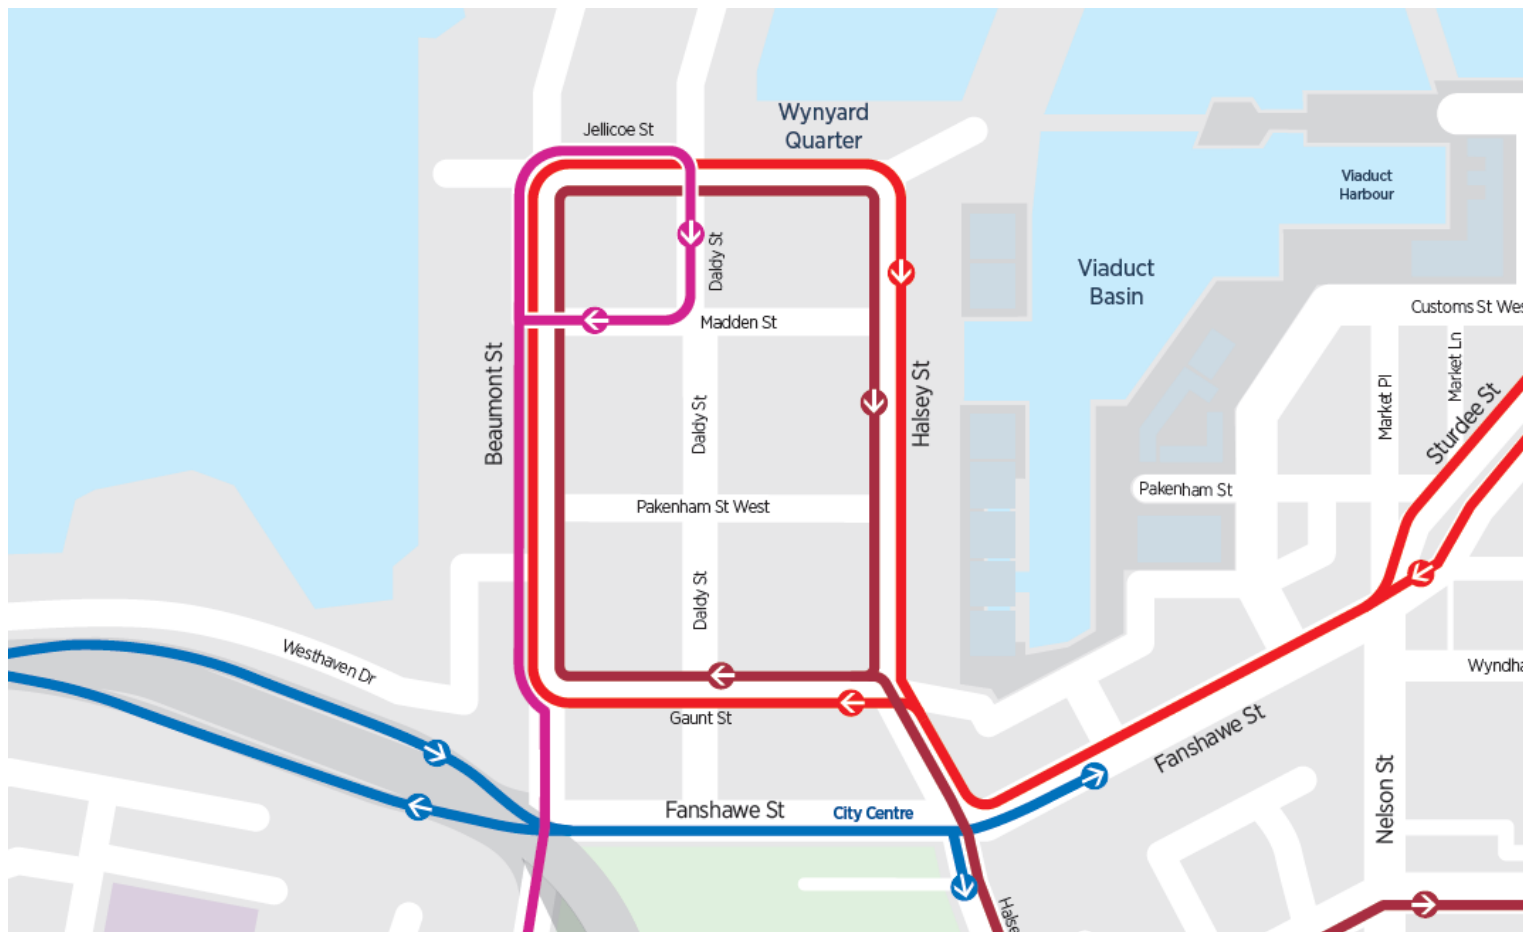 Jellicoe St
Wynyard
Quarter
Viaduct
Harbour
Daldy St
Viaduct
Basin
Madden St
Customs St Wes
Beaumont St
Daldy St
Halsey St
Market Pl
Market Ln
Sturdee St
Pakenham St West
Pakenham St
Daldy St
Westhaven Dr
Wyndha
Gaunt St
Fanshawe St
Fanshawe St
City Centre
Nelson St
Halse